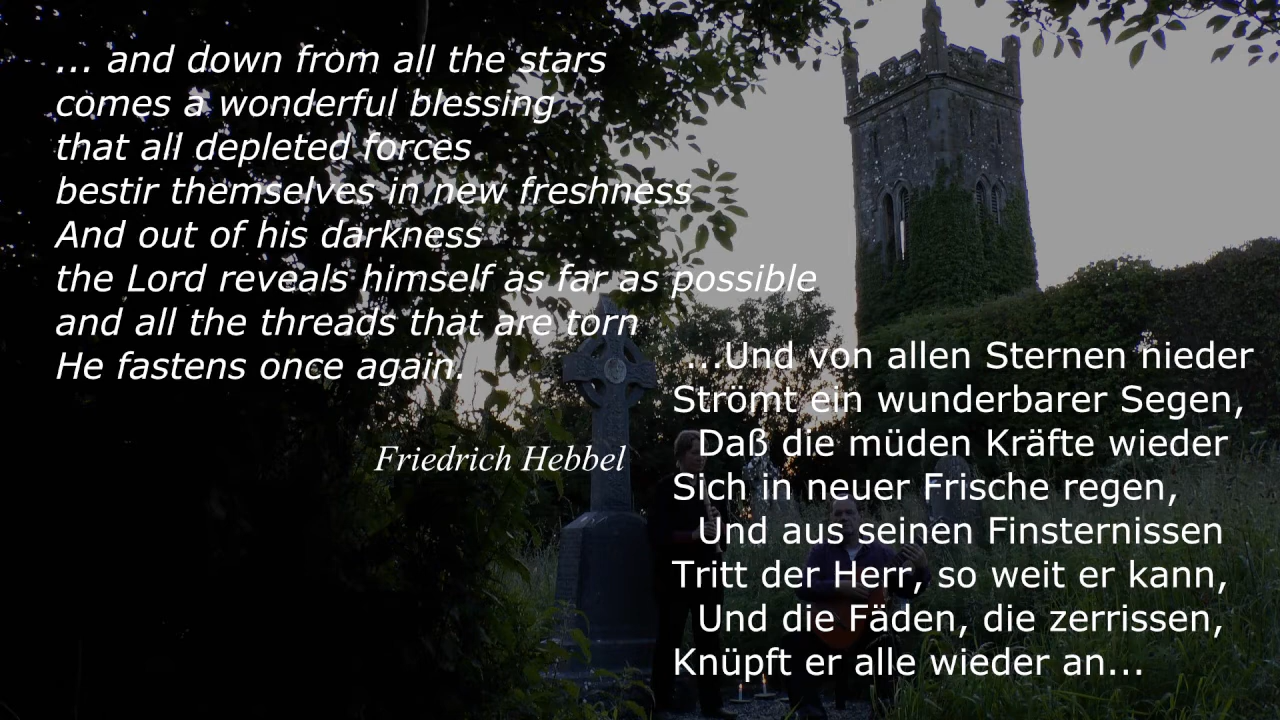 ... and down from all the stars
comes a wonderful blessing
that all depleted forces
bestir themselves in new freshness
And out of his darkness
the Lord reveals himself as far as possible
and all the threads that are torn
He fastens once again.
Friedrich Hebbel
...Und von allen Sternen nieder
Strömt ein wunderbarer Segen,
Daß die müden Kräfte wieder
Sich in neuer Frische regen,
Und aus seinen Finsternissen
Tritt der Herr, so weit er kann,
Und die Fäden, die zerrissen,
Knüpft er alle wieder an...